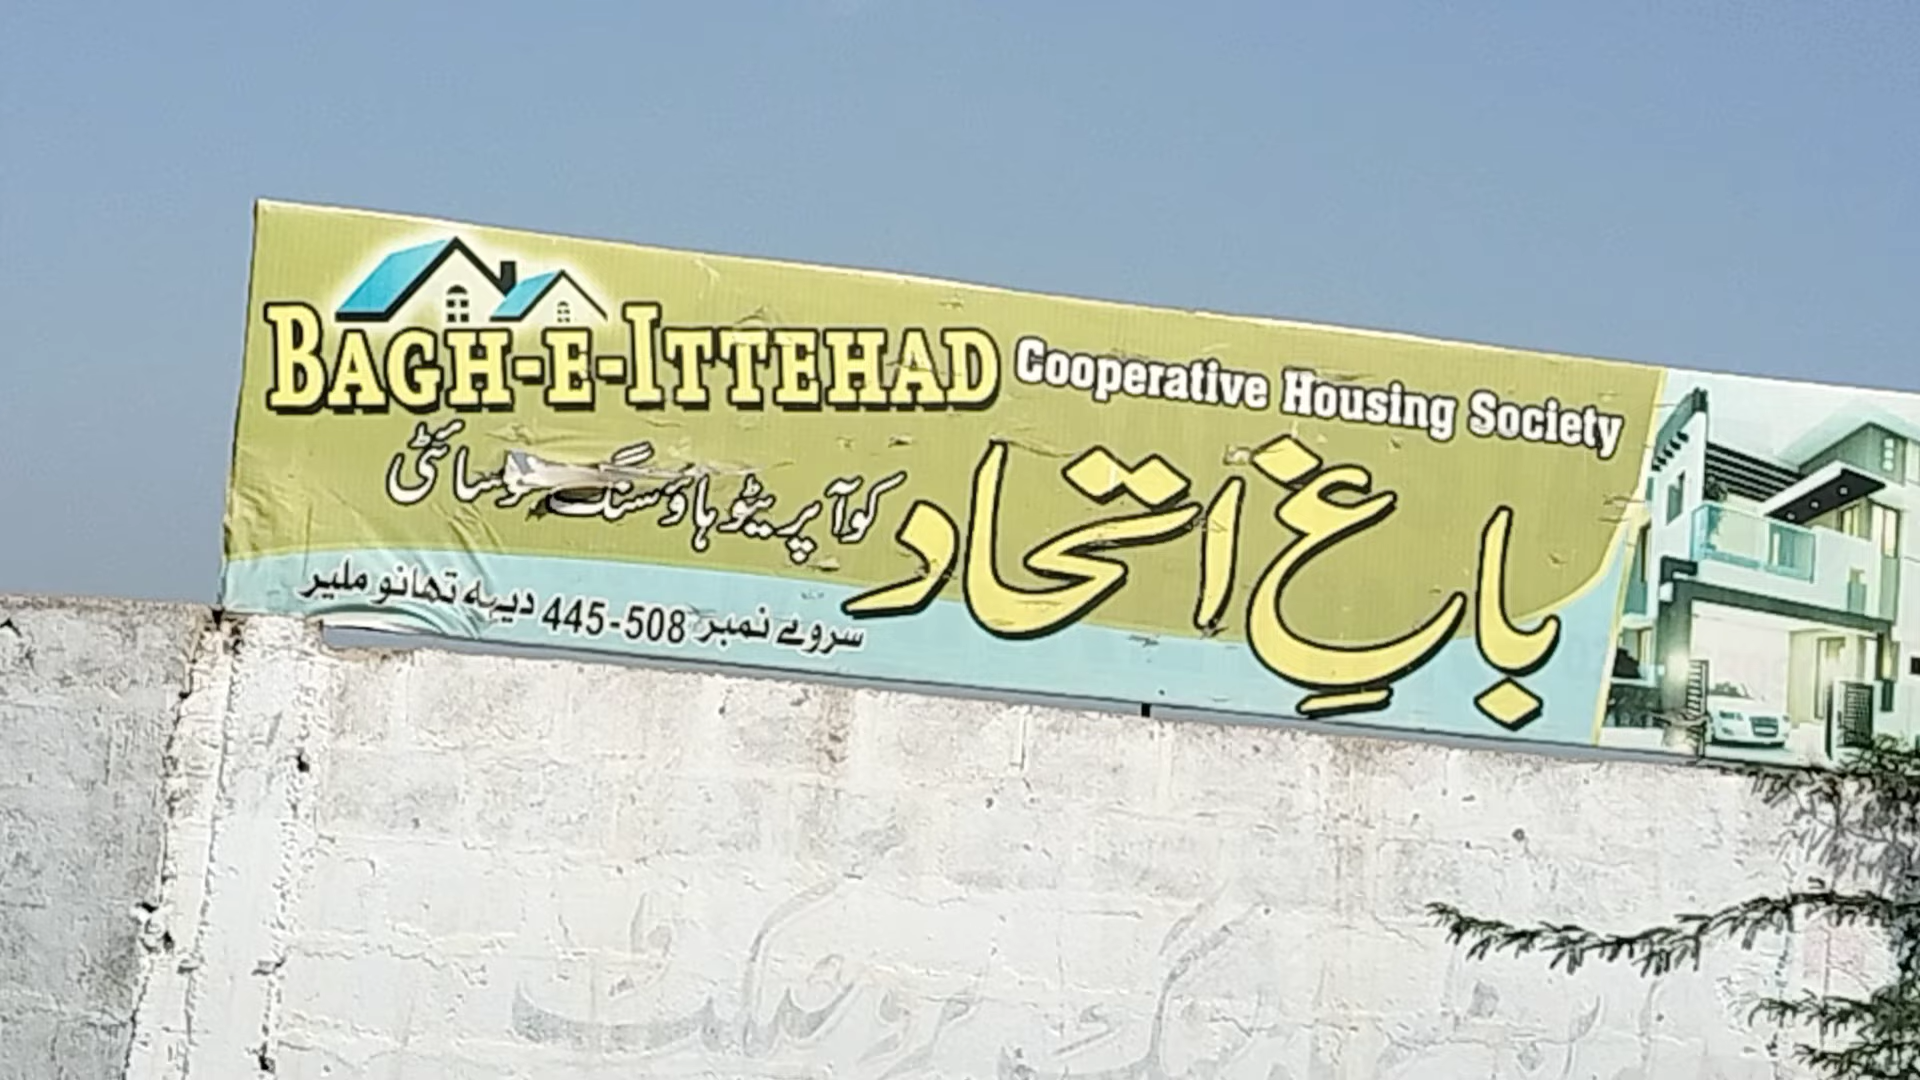 BAGH-E-ITTEHAD Cooperative Housing Society
باغِ اتحاد کوآپریٹو ہاؤسنگ سوسائٹی
سروے نمبر 508-445 دیہہ تھانو ملیر